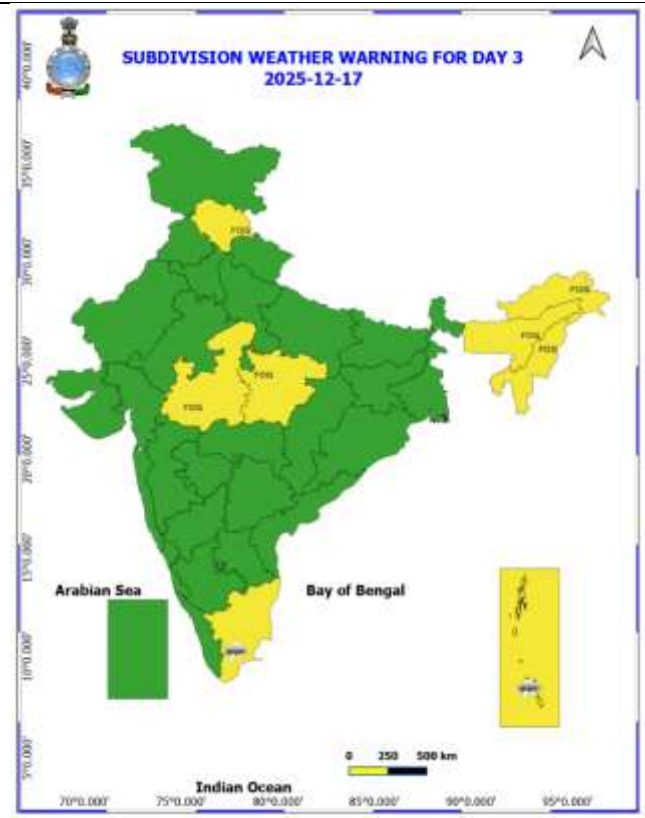 SUBDIVISION WEATHER WARNING FOR DAY 3
2025-12-17
40°0.000'
35°0.000'
30°0.000'
25°0.000'
20°0.000'
15°0.000'
10°0.000'
5°0.000'
FOG
FOG
FOG
FOG
FOG
FOG
Arabian Sea
Bay of Bengal
0 250 500 km
Indian Ocean
70°0.000' 75°0.000' 80°0.000' 85°0.000' 90°0.000' 95°0.000'